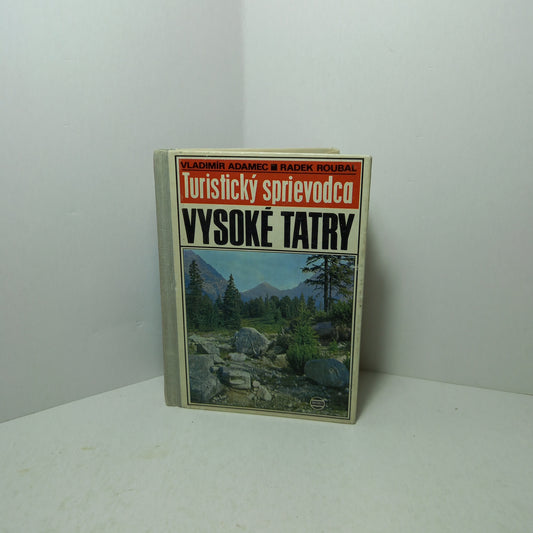 VLADIMÍR ADAMEC ■ RADEK ROUBAL
Turistický sprievodca
VYSOKÉ TATRY